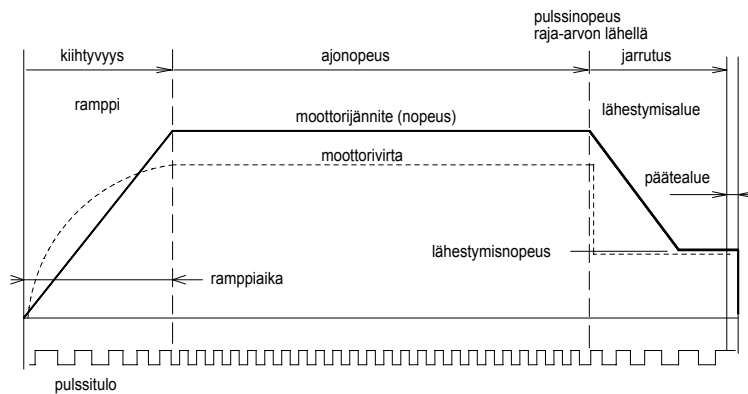 pulssinopeus
raja-arvon lähellä
kiihtyvyys
ajonopeus
jarrutus
ramppi
moottorijännite (nopeus)
lähestymisalue
moottorivirta
päätealue
lähestymisnopeus
ramppiaika
pulssitulo